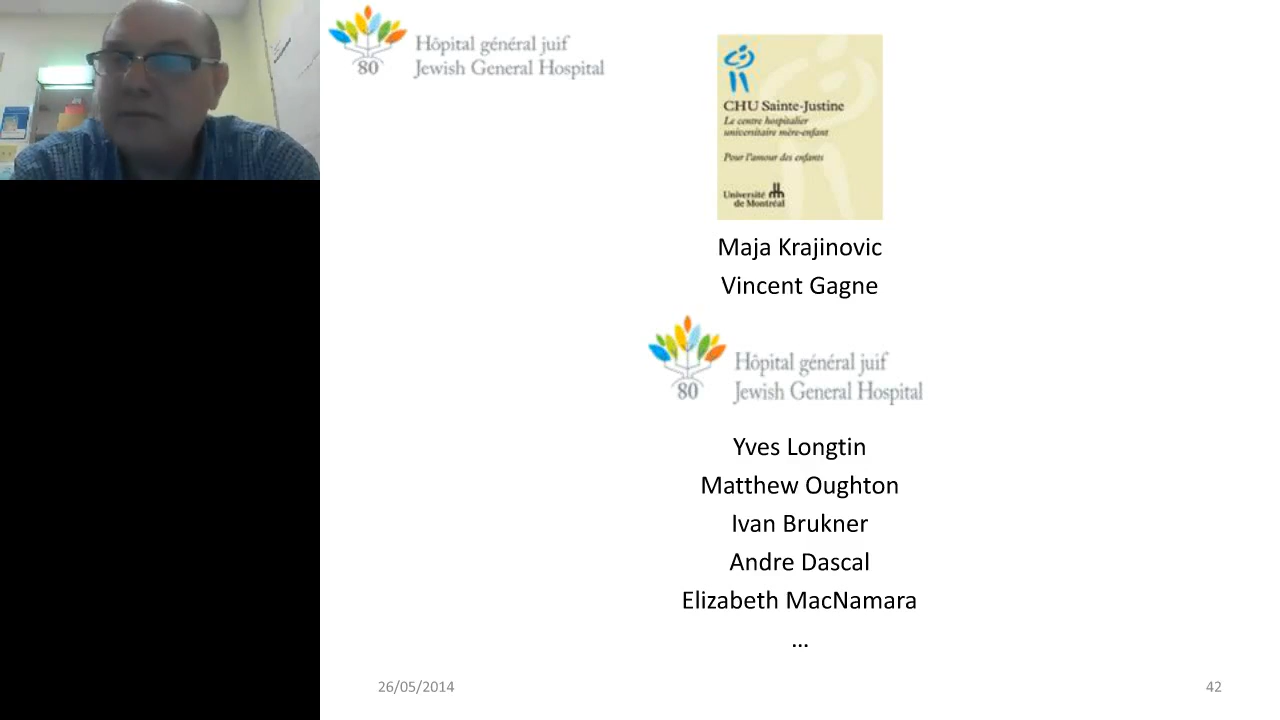 Hôpital général juif
80
Jewish General Hospital
CHU Sainte-Justine
Le centre hospitalier
universitaire mère-enfant
Pour l'amour des enfants
Université
de Montréal
Maja Krajinovic
Vincent Gagne
Hôpital général juif
80
Jewish General Hospital
Yves Longtin
Matthew Oughton
Ivan Brukner
Andre Dascal
Elizabeth MacNamara
…
26/05/2014
42